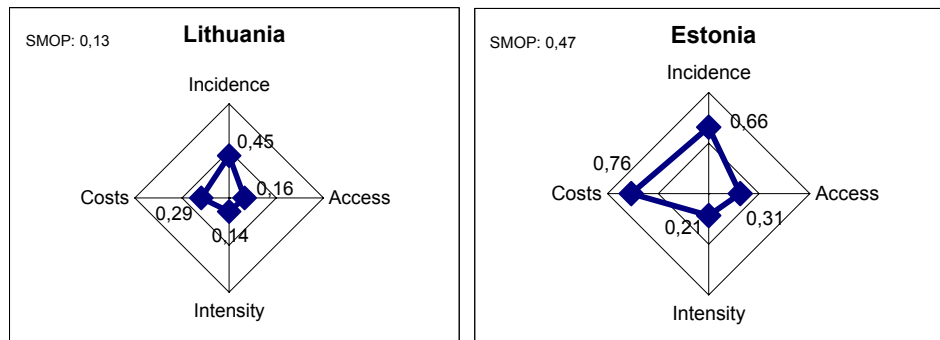 SMOP: 0,13
Lithuania
Incidence
0,45
Costs
0,16
Access
0,29
0,14
Intensity
SMOP: 0,47
Estonia
Incidence
0,66
0,76
Costs
Access
0,21
0,31
Intensity